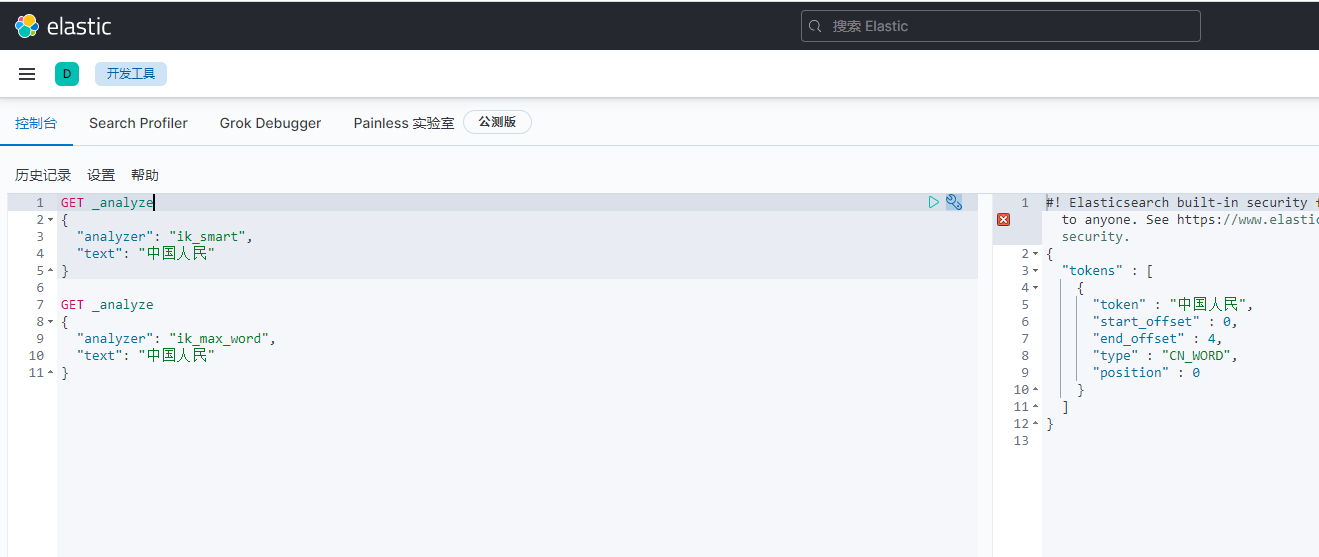 elastic
搜索 Elastic
D 开发工具
控制台 Search Profiler Grok Debugger Painless 实验室 公测版
历史记录 设置 帮助
1 GET _analyze
2 {
3 "analyzer": "ik_smart",
4 "text": "中国人民"
5 }
6
7 GET _analyze
8 {
9 "analyzer": "ik_max_word",
10 "text": "中国人民"
11 }
1 #! Elasticsearch built-in security
to anyone. See https://www.elastic
security.
2 {
3 "tokens" : [
4 {
5 "token" : "中国人民",
6 "start_offset" : 0,
7 "end_offset" : 4,
8 "type" : "CN_WORD",
9 "position" : 0
10 }
11 ]
12 }
13